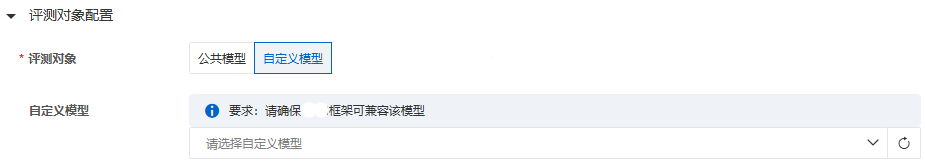 评测对象配置
* 评测对象 公共模型 自定义模型
自定义模型 要求：请确保 框架可兼容该模型
请选择自定义模型